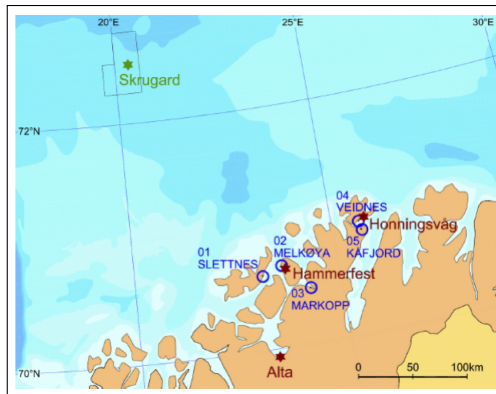 20°E
25°E
30°E
Skrugard
72°N
04
VEIDNES
Honningsvåg
01
SLETTNES
02
MELKØYA
05
KÅFJORD
Hammerfest
03
MARKOPP
70°N
Alta
0 50 100km